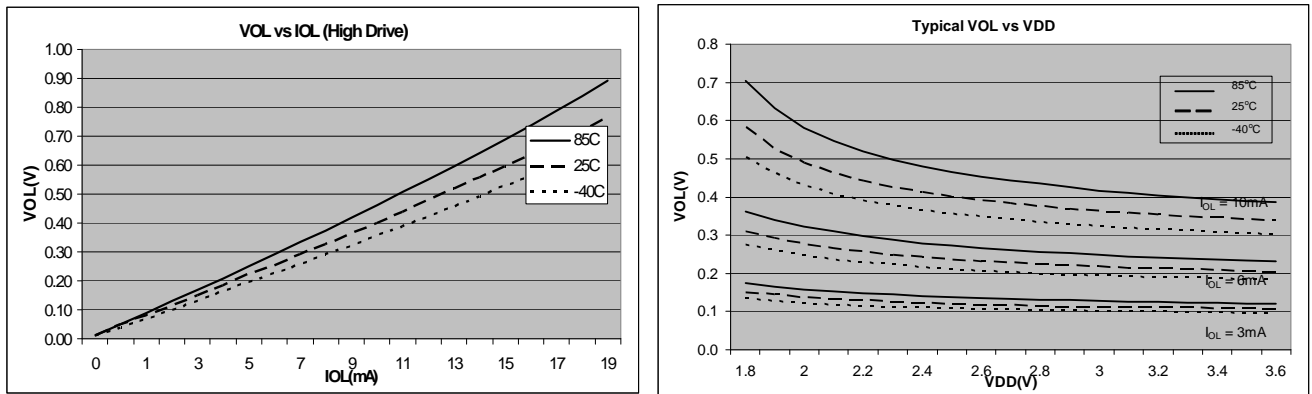 VOL vs IOL (High Drive)
VOL(V)
1.00
0.90
0.80
0.70
0.60
0.50
0.40
0.30
0.20
0.10
0.00
85C
25C
-40C
0 1 3 5 7 9 11 13 15 17 19
IOL(mA)
Typical VOL vs VDD
VOL(V)
0.8
0.7
0.6
0.5
0.4
0.3
0.2
0.1
0.0
85°C
25°C
-40°C
IOL = 10mA
IOL = 6mA
IOL = 3mA
1.8 2 2.2 2.4 2.6 2.8 3 3.2 3.4 3.6
VDD(V)